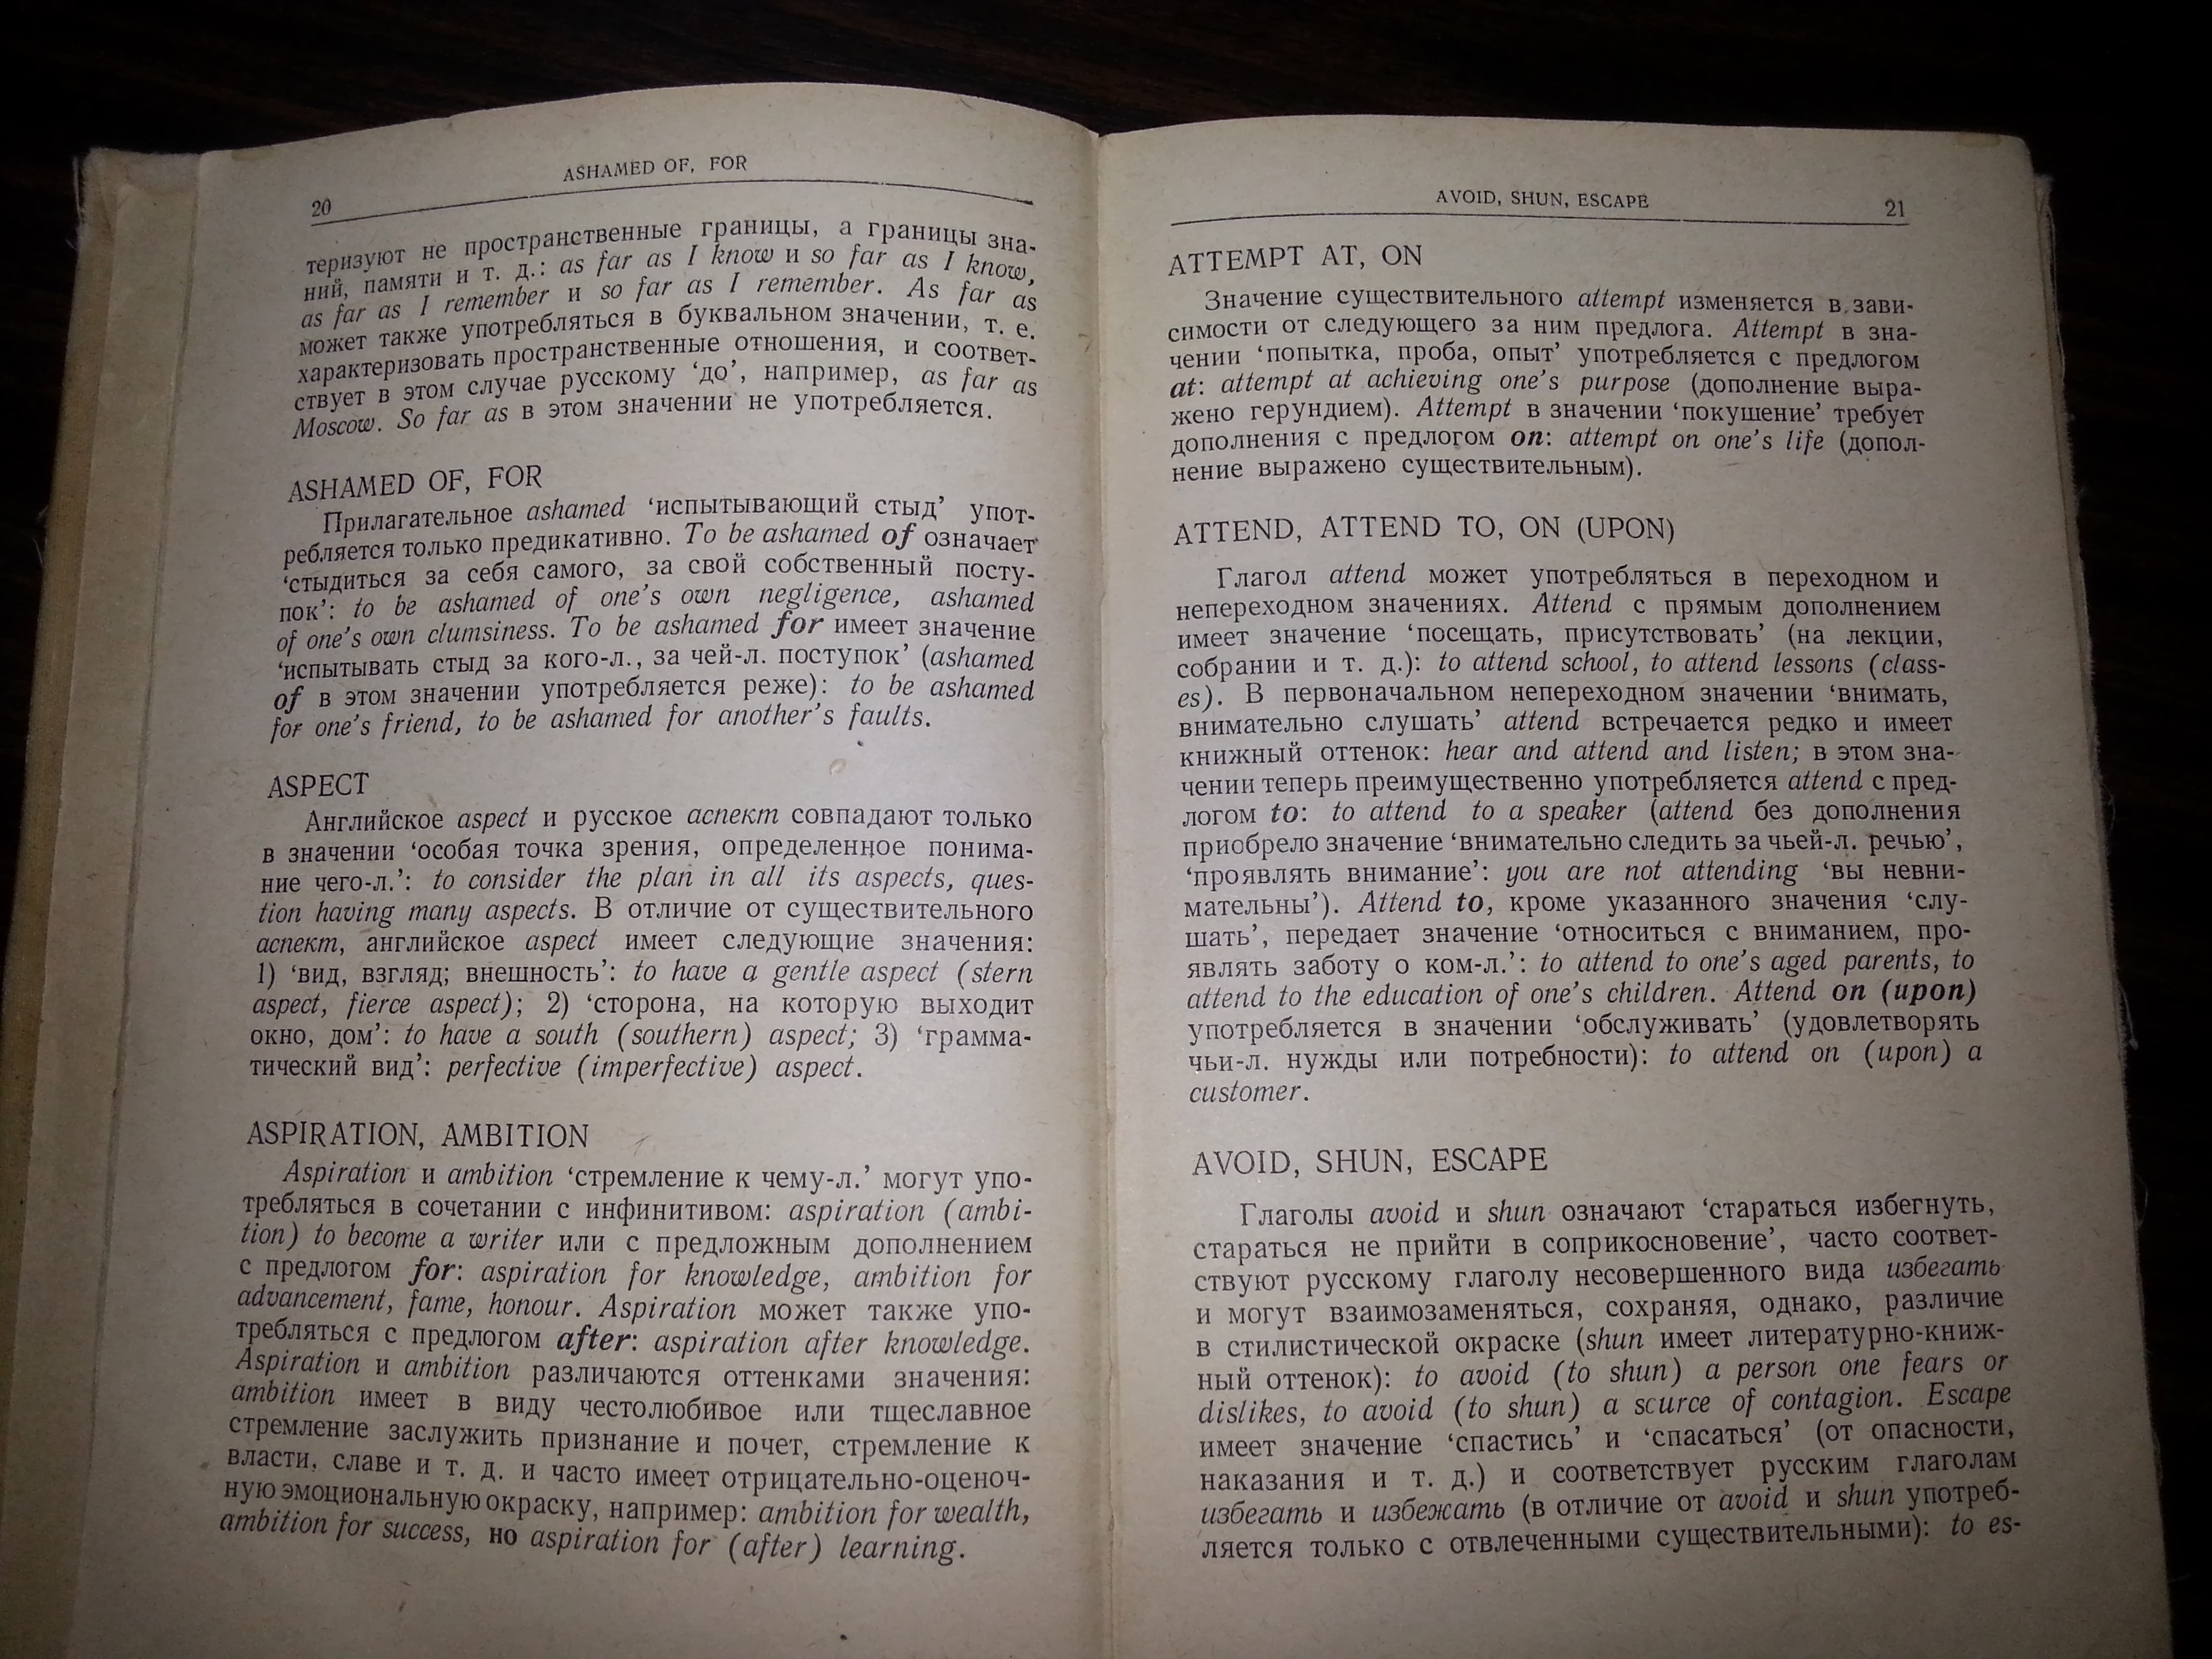 20
ASHAMED OF, FOR
теризуют не пространственные границы, а границы зна-
ний, памяти и т. д.: as far as I know и so far as I know,
as far as I remember и so far as I remember. As far as
может также употребляться в буквальном значении, т. е.
характеризовать пространственные отношения, и соответ-
ствует в этом случае русскому ‘до’, например, as far as
Moscow. So far as в этом значении не употребляется.
ASHAMED OF, FOR
Прилагательное ashamed ‘испытывающий стыд’ упот-
ребляется только предикативно. To be ashamed of означает
‘стыдиться за себя самого, за свой собственный посту-
пок’: to be ashamed of one’s own negligence, ashamed
of one’s own clumsiness. To be ashamed for имеет значение
‘испытывать стыд за кого-л., за чей-л. поступок’ (ashamed
of в этом значении употребляется реже): to be ashamed
for one’s friend, to be ashamed for another’s faults.
ASPECT
Английское aspect и русское аспект совпадают только
в значении ‘особая точка зрения, определенное понима-
ние чего-л.’: to consider the plan in all its aspects, ques-
tion having many aspects. В отличие от существительного
аспект, английское aspect имеет следующие значения:
1) ‘вид, взгляд; внешность’: to have a gentle aspect (stern
aspect, fierce aspect); 2) ‘сторона, на которую выходит
окно, дом’: to have a south (southern) aspect; 3) ‘грамма-
тический вид’: perfective (imperfective) aspect.
ASPIRATION, AMBITION
Aspiration и ambition ‘стремление к чему-л.’ могут упо-
требляться в сочетании с инфинитивом: aspiration (ambi-
tion) to become a writer или с предложным дополнением
с предлогом for: aspiration for knowledge, ambition for
advancement, fame, honour. Aspiration может также упо-
требляться с предлогом after: aspiration after knowledge.
Aspiration и ambition различаются оттенками значения:
ambition имеет в виду честолюбивое или тщеславное
стремление заслужить признание и почет, стремление к
власти, славе и т. д. и часто имеет отрицательно-оценоч-
ную эмоциональную окраску, например: ambition for wealth,
ambition for success, но aspiration for (after) learning.
AVOID, SHUN, ESCAPE
21
ATTEMPT AT, ON
Значение существительного attempt изменяется в зави-
симости от следующего за ним предлога. Attempt в зна-
чении ‘попытка, проба, опыт’ употребляется с предлогом
at: attempt at achieving one’s purpose (дополнение выра-
жено герундием). Attempt в значении ‘покушение’ требует
дополнения с предлогом on: attempt on one’s life (допол-
нение выражено существительным).
ATTEND, ATTEND TO, ON (UPON)
Глагол attend может употребляться в переходном и
непереходном значениях. Attend с прямым дополнением
имеет значение ‘посещать, присутствовать’ (на лекции,
собрании и т. д.): to attend school, to attend lessons (class-
es). В первоначальном непереходном значении ‘внимать,
внимательно слушать’ attend встречается редко и имеет
книжный оттенок: hear and attend and listen; в этом зна-
чении теперь преимущественно употребляется attend с пред-
логом to: to attend to a speaker (attend без дополнения
приобрело значение ‘внимательно следить за чьей-л. речью’,
‘проявлять внимание’: you are not attending ‘вы невни-
мательны’). Attend to, кроме указанного значения ‘слу-
шать’, передает значение ‘относиться с вниманием, про-
являть заботу о ком-л.’: to attend to one’s aged parents, to
attend to the education of one’s children. Attend on (upon)
употребляется в значении ‘обслуживать’ (удовлетворять
чьи-л. нужды или потребности): to attend on (upon) a
customer.
AVOID, SHUN, ESCAPE
Глаголы avoid и shun означают ‘стараться избегнуть,
стараться не прийти в соприкосновение’, часто соответ-
ствуют русскому глаголу несовершенного вида избегать
и могут взаимозаменяться, сохраняя, однако, различие
в стилистической окраске (shun имеет литературно-книж-
ный оттенок): to avoid (to shun) a person one fears or
dislikes, to avoid (to shun) a scurce of contagion. Escape
имеет значение ‘спастись’ и ‘спасаться’ (от опасности,
наказания и т. д.) и соответствует русским глаголам
избегать и избежать (в отличие от avoid и shun употреб-
ляется только с отвлеченными существительными): to es-